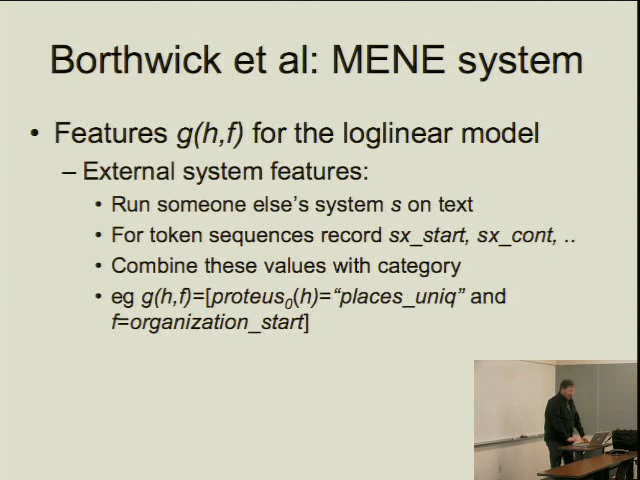 Borthwick et al: MENE system
• Features g(h,f) for the loglinear model
– External system features:
• Run someone else's system s on text
• For token sequences record sx_start, sx_cont, ..
• Combine these values with category
• eg g(h,f)=[proteus0(h)=“places_uniq” and
f=organization_start]